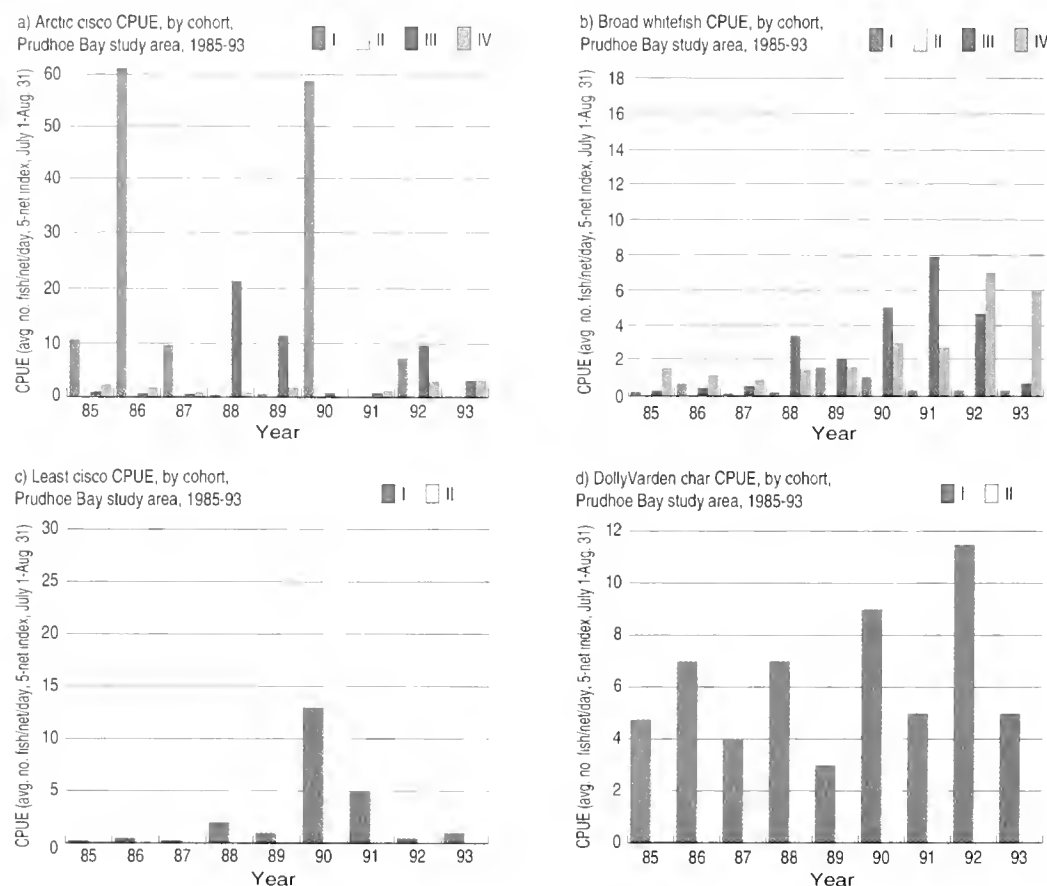 a) Arctic cisco CPUE, by cohort,
Prudhoe Bay study area, 1985-93
I II III IV
CPUE (avg no. fish/net/day, 5-net index, July 1-Aug. 31)
60
50
40
30
20
10
0
85 86 87 88 89 90 91 92 93
Year
b) Broad whitefish CPUE, by cohort,
Prudhoe Bay study area, 1985-93
I II III IV
CPUE (avg no. fish/net/day, 5-net index, July 1-Aug. 31)
18
16
14
12
10
8
6
4
2
0
85 86 87 88 89 90 91 92 93
Year
c) Least cisco CPUE, by cohort,
Prudhoe Bay study area, 1985-93
I II
CPUE (avg. no. fish/net/day, 5-net index, July 1-Aug. 31)
30
25
20
15
10
5
0
85 86 87 88 89 90 91 92 93
Year
d) DollyVarden char CPUE, by cohort,
Prudhoe Bay study area, 1985-93
I II
CPUE (avg. no. fish/net/day, 5-net index, July 1-Aug. 31)
12
10
8
6
4
2
0
85 86 87 88 89 90 91 92 93
Year